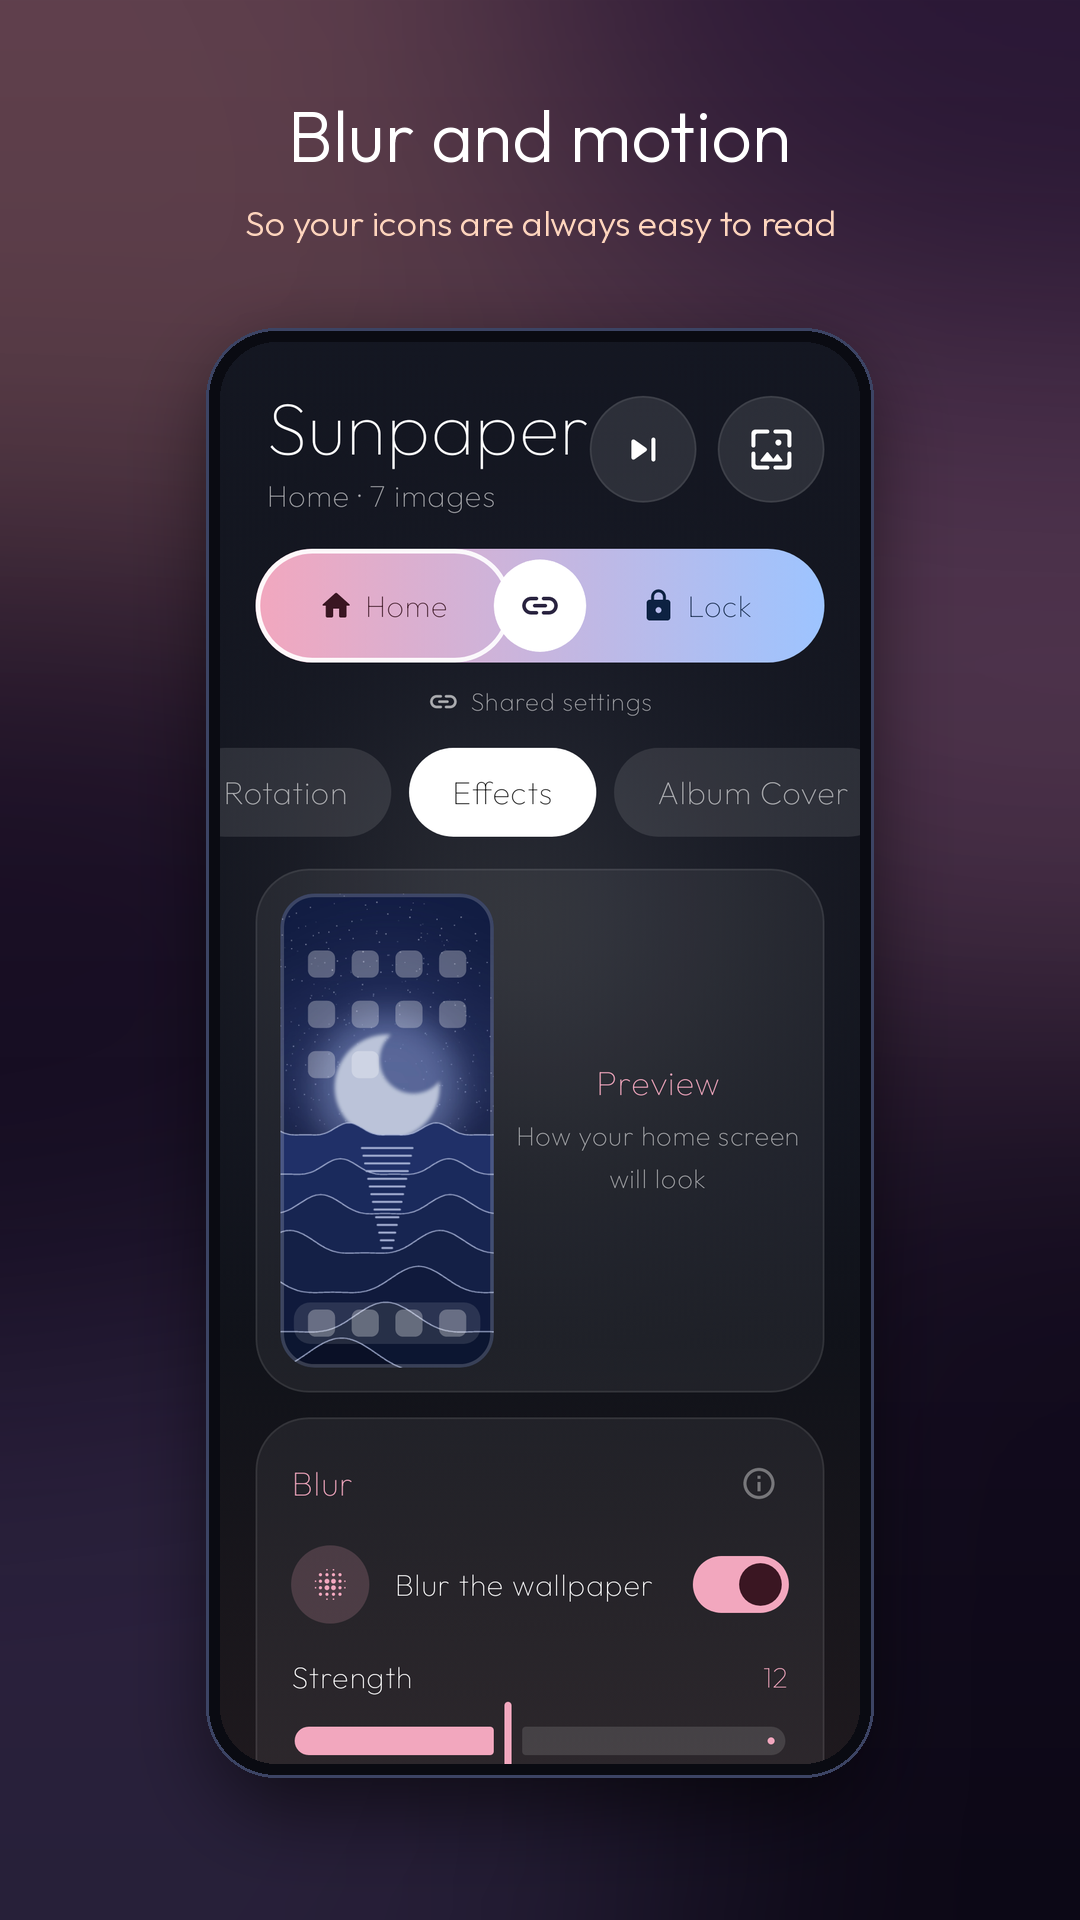 Blur and motion
So your icons are always easy to read
Sunpaper
Home · 7 images
Home
Lock
Shared settings
Rotation
Effects
Album Cover
Preview
How your home screen
will look
Blur
Blur the wallpaper
Strength
12